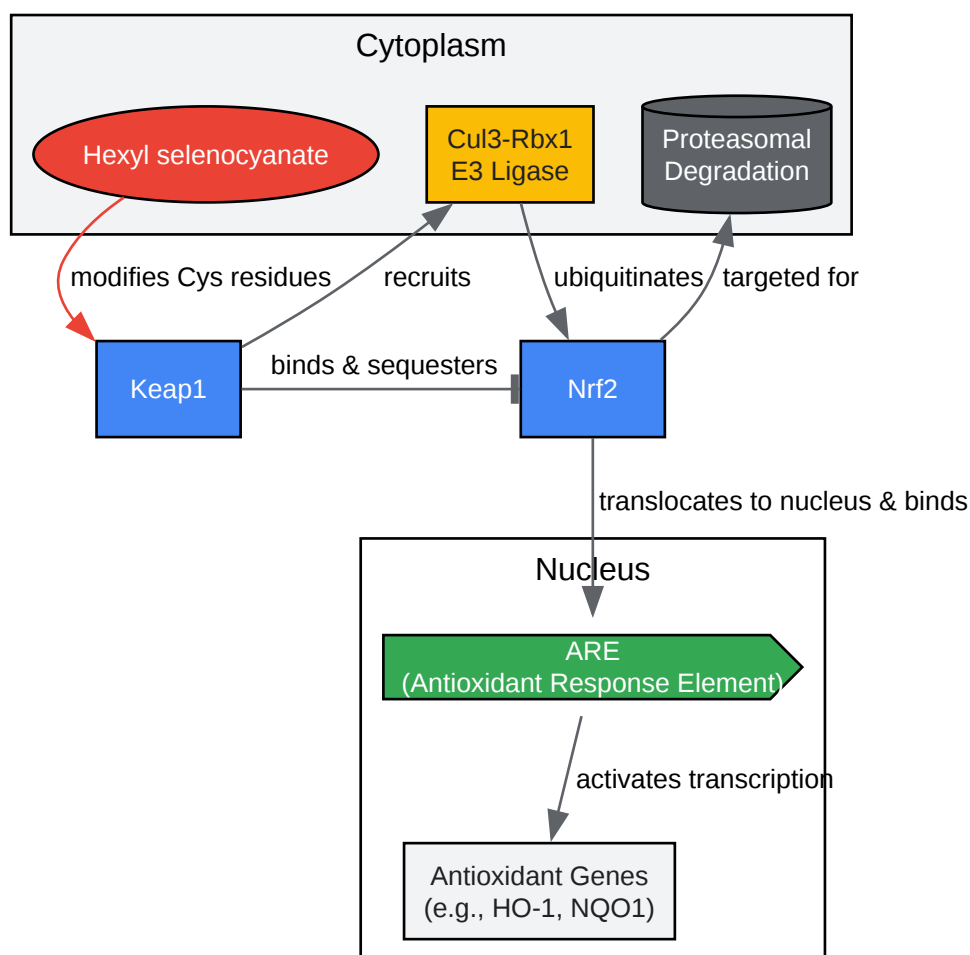 Cytoplasm
Hexyl selenocyanate
Cul3-Rbx1
E3 Ligase
Proteasomal
Degradation
modifies Cys residues
recruits
ubiquitinates
targeted for
binds & sequesters
Keap1
Nrf2
translocates to nucleus & binds
Nucleus
ARE
(Antioxidant Response Element)
activates transcription
Antioxidant Genes
(e.g., HO-1, NQO1)